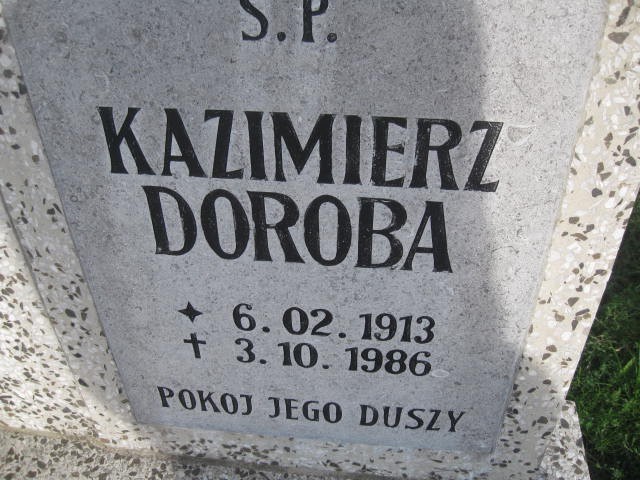 S.P.
KAZIMIERZ
DOROBA
✦ 6.02.1913
✝ 3.10.1986
POKOJ JEGO DUSZY